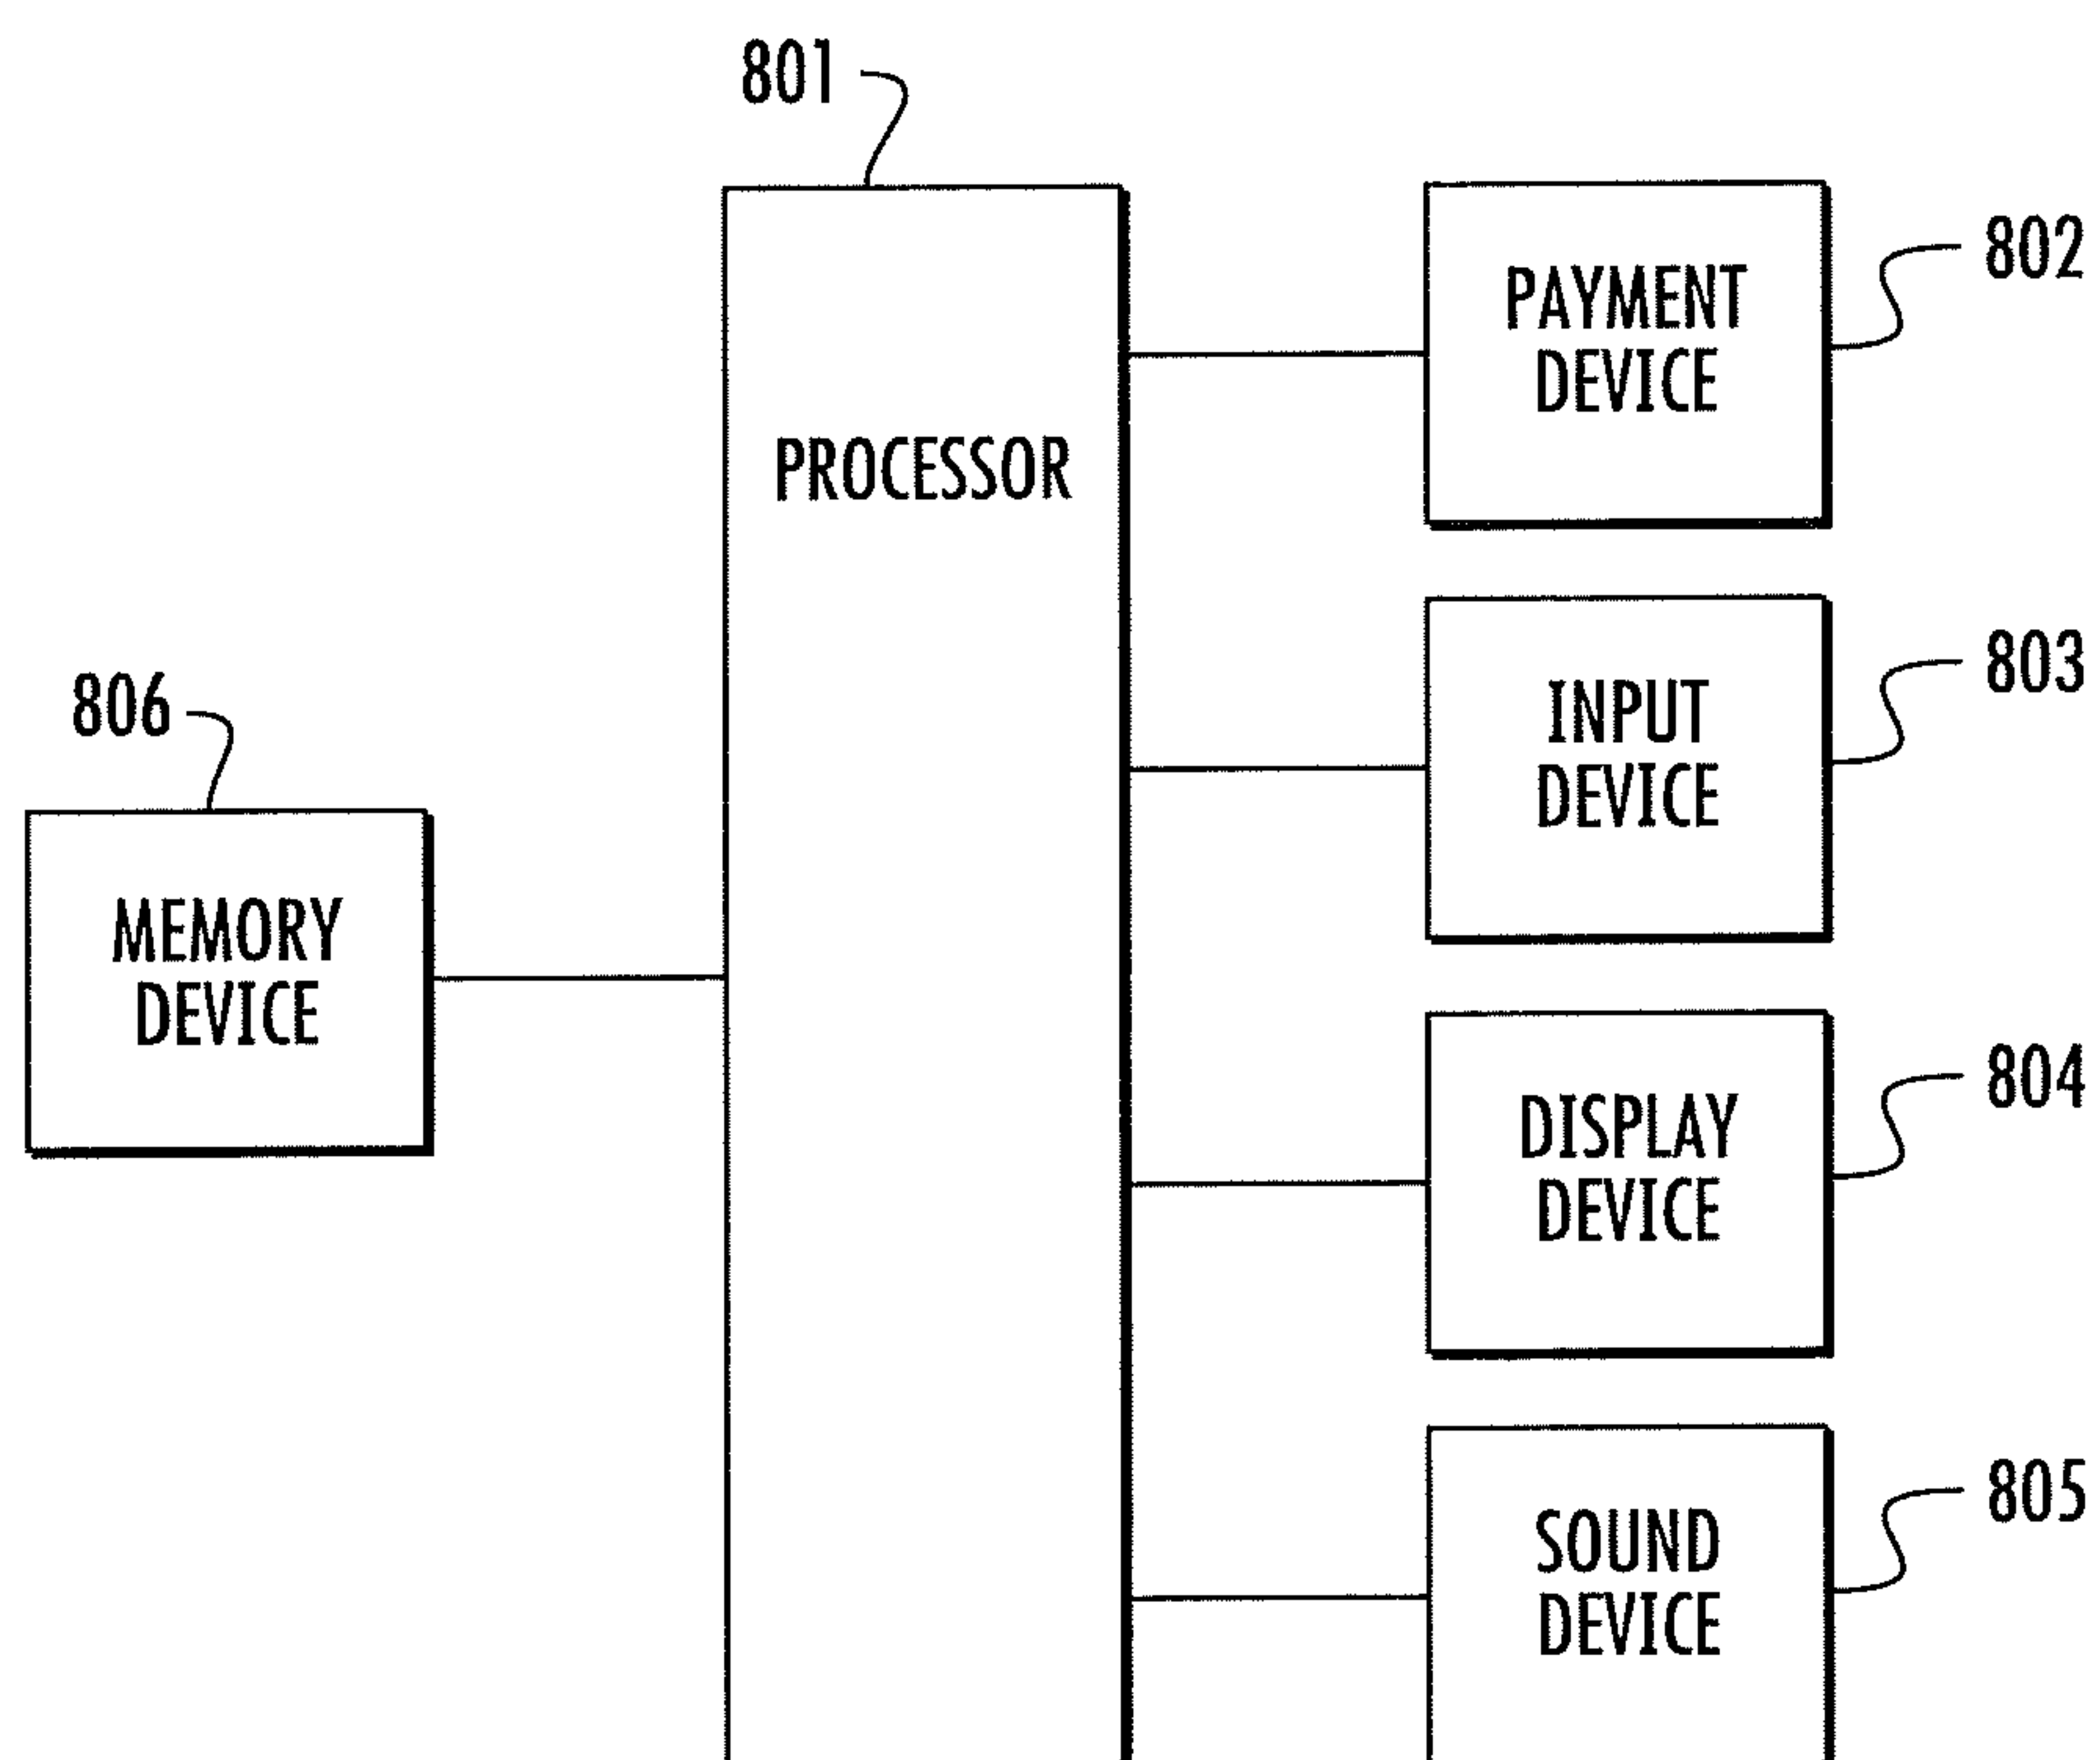 801
PROCESSOR
PAYMENT
DEVICE
802
INPUT
DEVICE
803
806
MEMORY
DEVICE
DISPLAY
DEVICE
804
SOUND
DEVICE
805